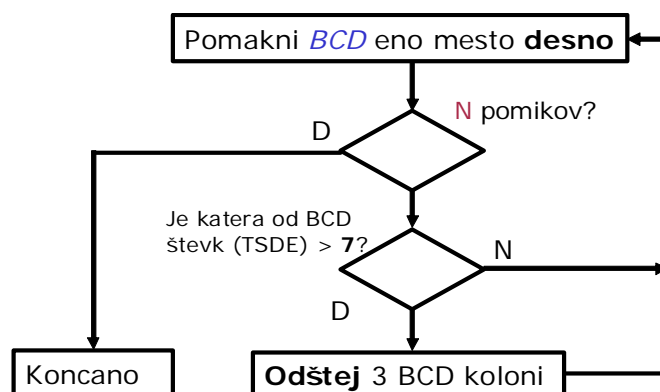 Pomakni BCD eno mesto desno
N pomikov?
D
Je katera od BCD
števk (TSDE) > 7?
N
D
Koncano
Odštej 3 BCD koloni